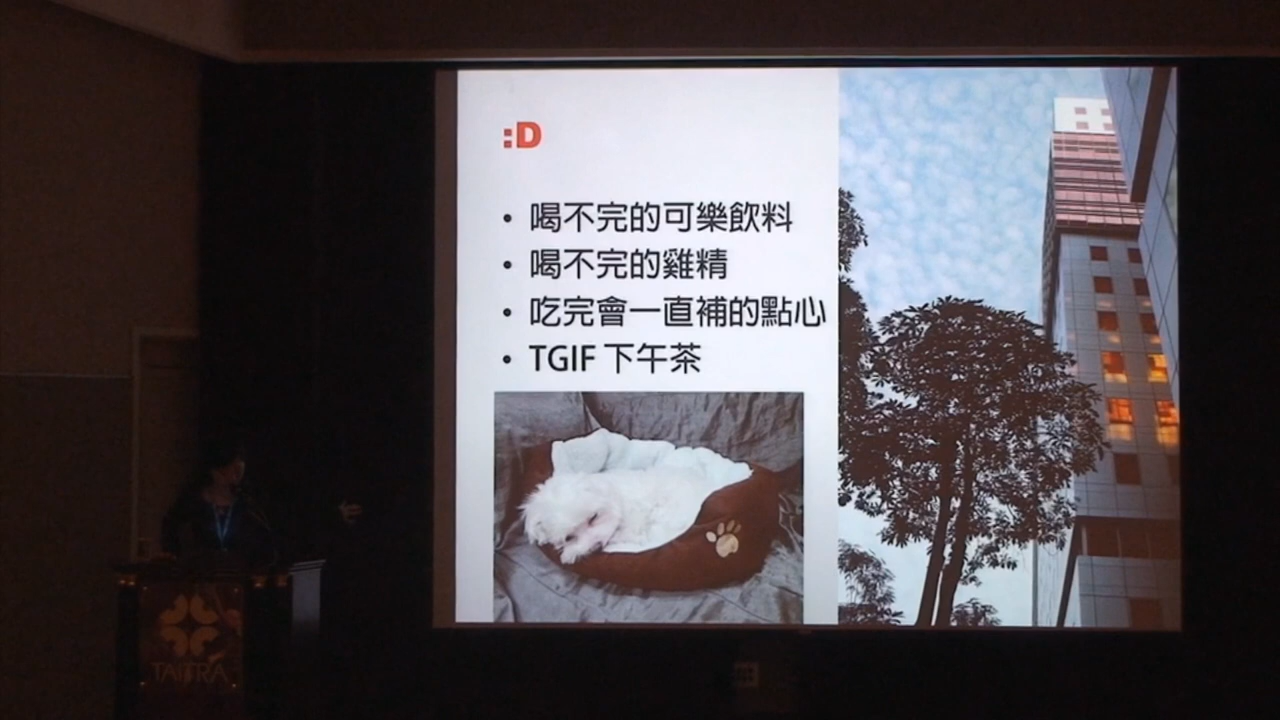 :D
• 喝不完的可樂飲料
• 喝不完的雞精
• 吃完會一直補的點心
• TGIF 下午茶
TAITRA